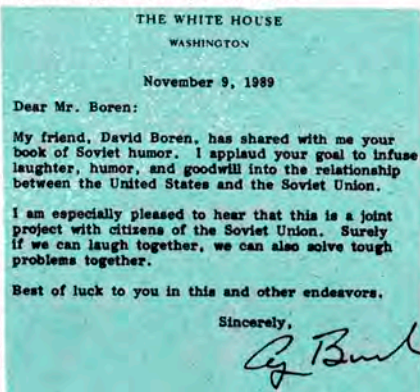 THE WHITE HOUSE
WASHINGTON
November 9, 1989
Dear Mr. Boren:
My friend, David Boren, has shared with me your
book of Soviet humor. I applaud your goal to infuse
laughter, humor, and goodwill into the relationship
between the United States and the Soviet Union.
I am especially pleased to hear that this is a joint
project with citizens of the Soviet Union. Surely
if we can laugh together, we can also solve tough
problems together.
Best of luck to you in this and other endeavors.
Sincerely,